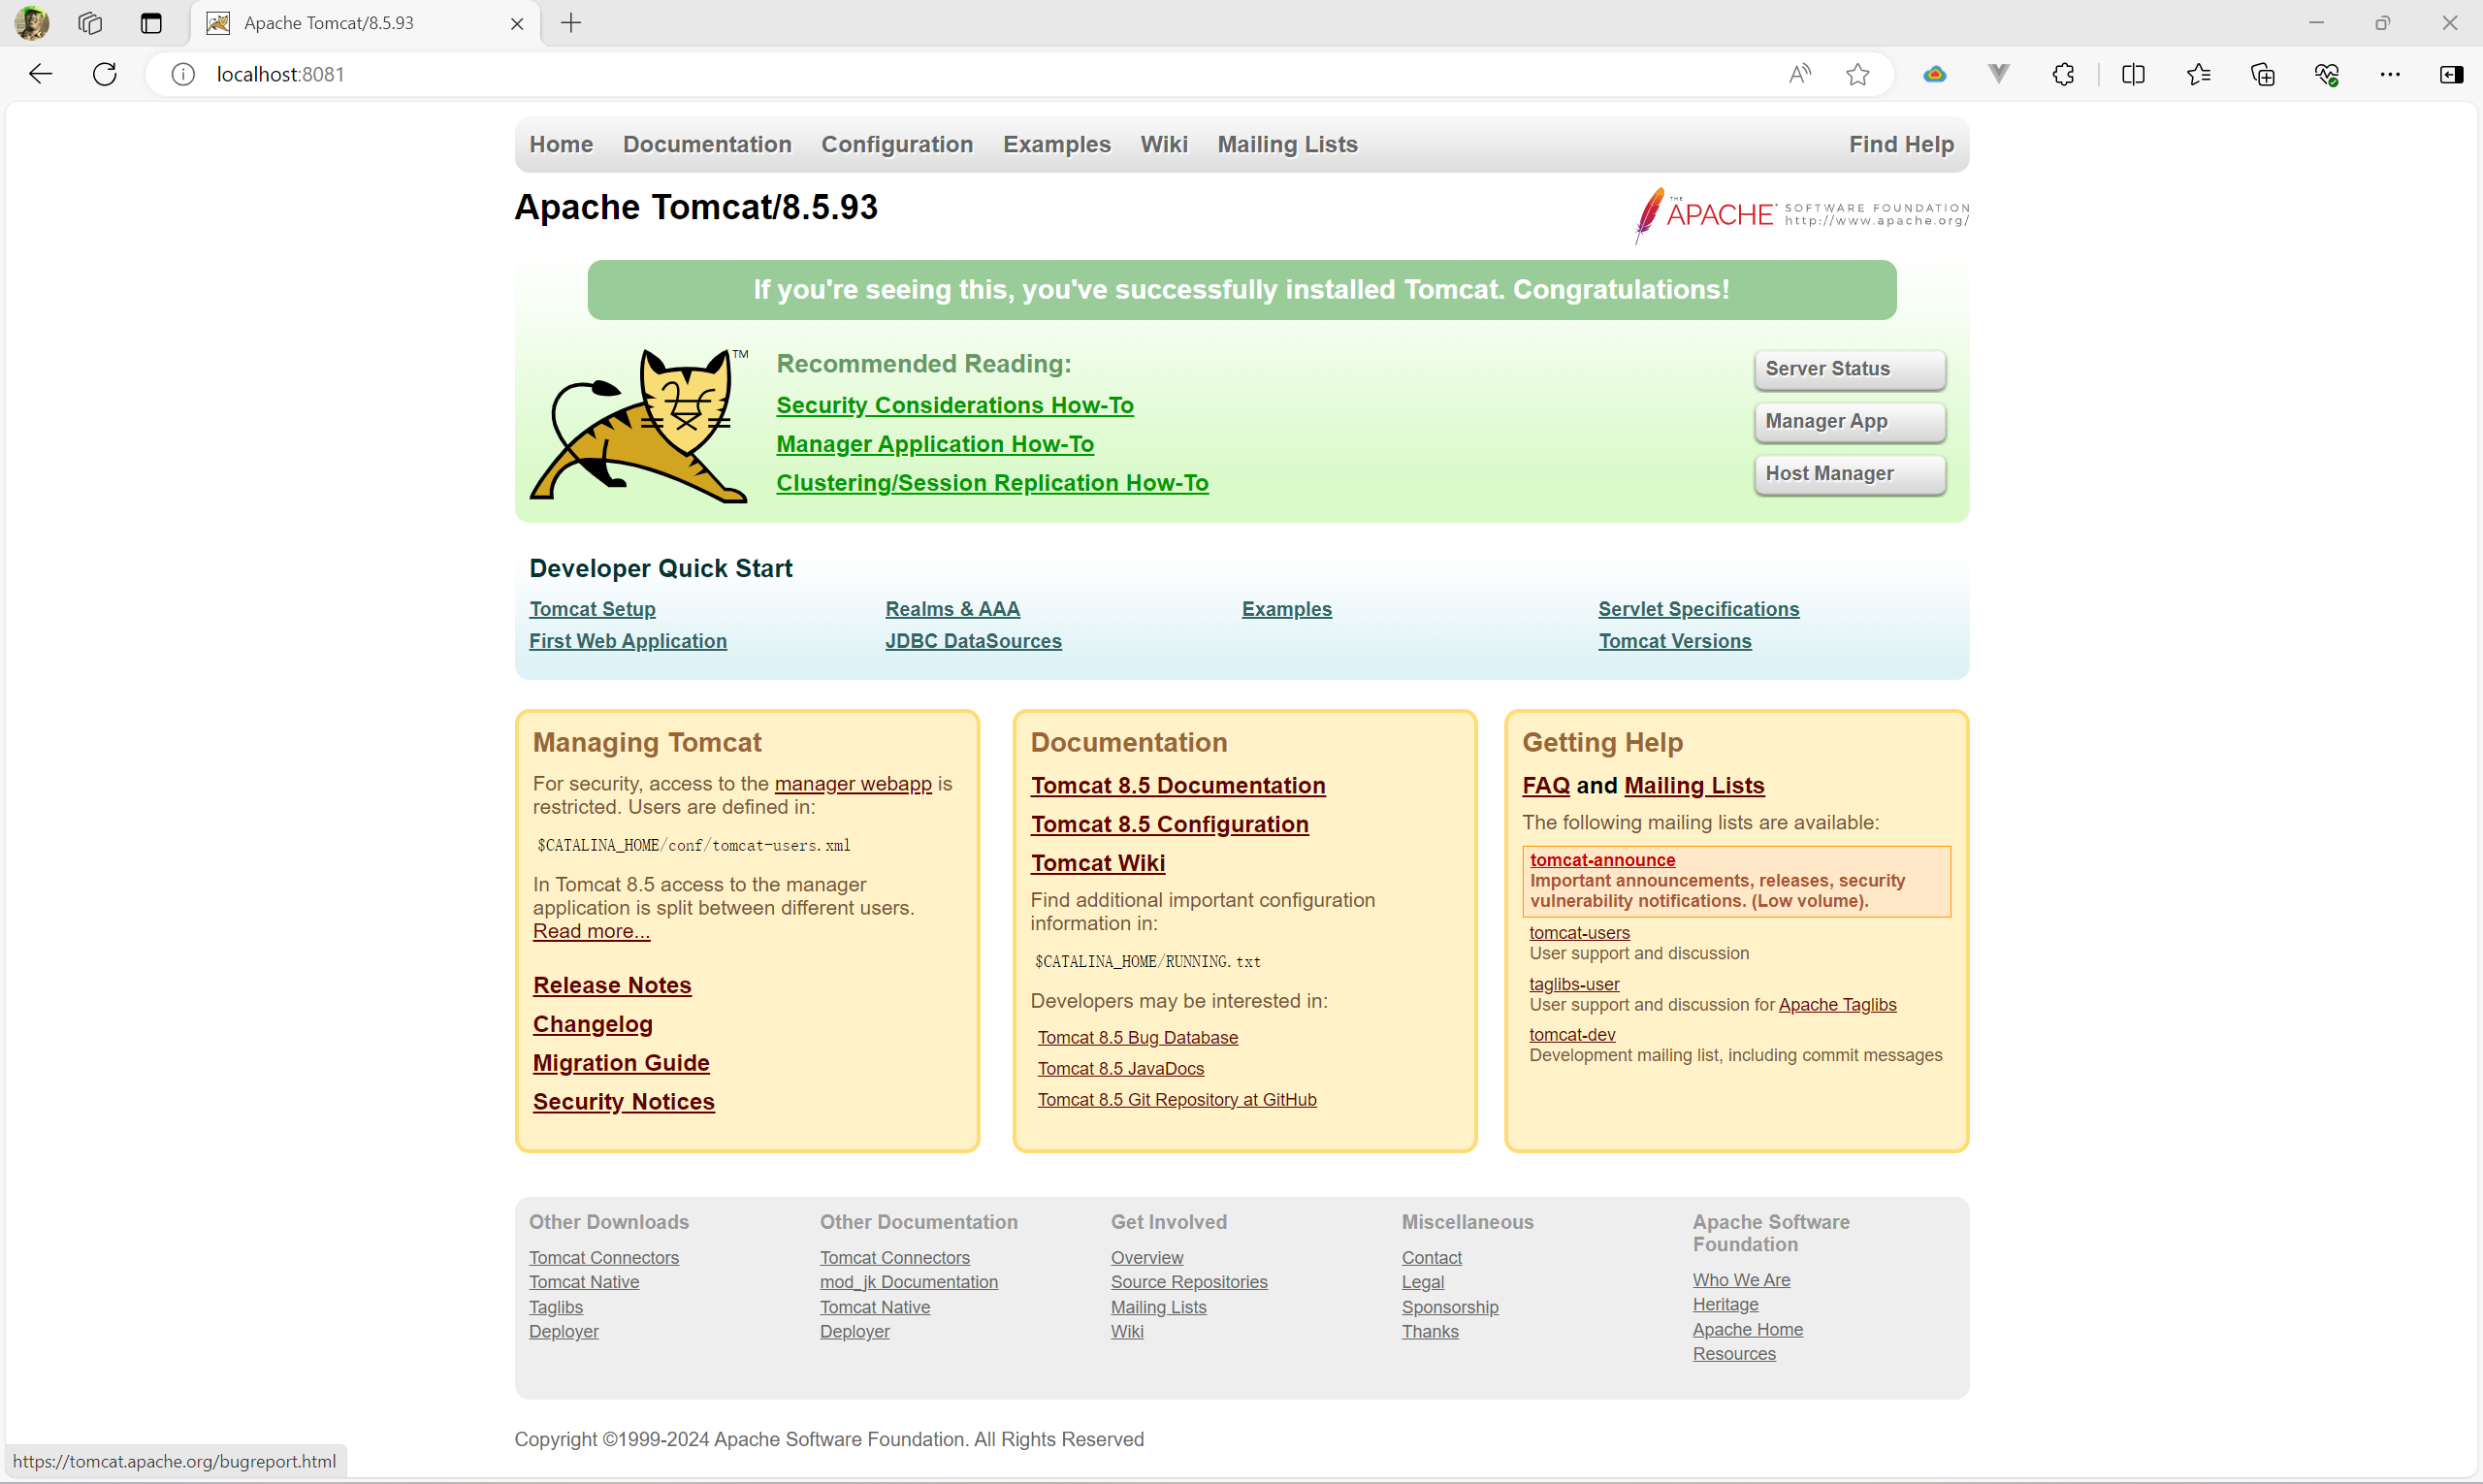 Apache Tomcat/8.5.93
localhost:8081
Home Documentation Configuration Examples Wiki Mailing Lists Find Help
Apache Tomcat/8.5.93
THE APACHE SOFTWARE FOUNDATION
http://www.apache.org/
If you're seeing this, you've successfully installed Tomcat. Congratulations!
TM
Recommended Reading:
Security Considerations How-To
Manager Application How-To
Clustering/Session Replication How-To
Server Status
Manager App
Host Manager
Developer Quick Start
Tomcat Setup
First Web Application
Realms & AAA
JDBC DataSources
Examples
Servlet Specifications
Tomcat Versions
Managing Tomcat
For security, access to the manager webapp is
restricted. Users are defined in:
$CATALINA_HOME/conf/tomcat-users.xml
In Tomcat 8.5 access to the manager
application is split between different users.
Read more...
Release Notes
Changelog
Migration Guide
Security Notices
Documentation
Tomcat 8.5 Documentation
Tomcat 8.5 Configuration
Tomcat Wiki
Find additional important configuration
information in:
$CATALINA_HOME/RUNNING.txt
Developers may be interested in:
Tomcat 8.5 Bug Database
Tomcat 8.5 JavaDocs
Tomcat 8.5 Git Repository at GitHub
Getting Help
FAQ and Mailing Lists
The following mailing lists are available:
tomcat-announce
Important announcements, releases, security
vulnerability notifications. (Low volume).
tomcat-users
User support and discussion
taglibs-user
User support and discussion for Apache Taglibs
tomcat-dev
Development mailing list, including commit messages
Other Downloads
Tomcat Connectors
Tomcat Native
Taglibs
Deployer
Other Documentation
Tomcat Connectors
mod_jk Documentation
Tomcat Native
Deployer
Get Involved
Overview
Source Repositories
Mailing Lists
Wiki
Miscellaneous
Contact
Legal
Sponsorship
Thanks
Apache Software
Foundation
Who We Are
Heritage
Apache Home
Resources
Copyright ©1999-2024 Apache Software Foundation. All Rights Reserved
https://tomcat.apache.org/bugreport.html